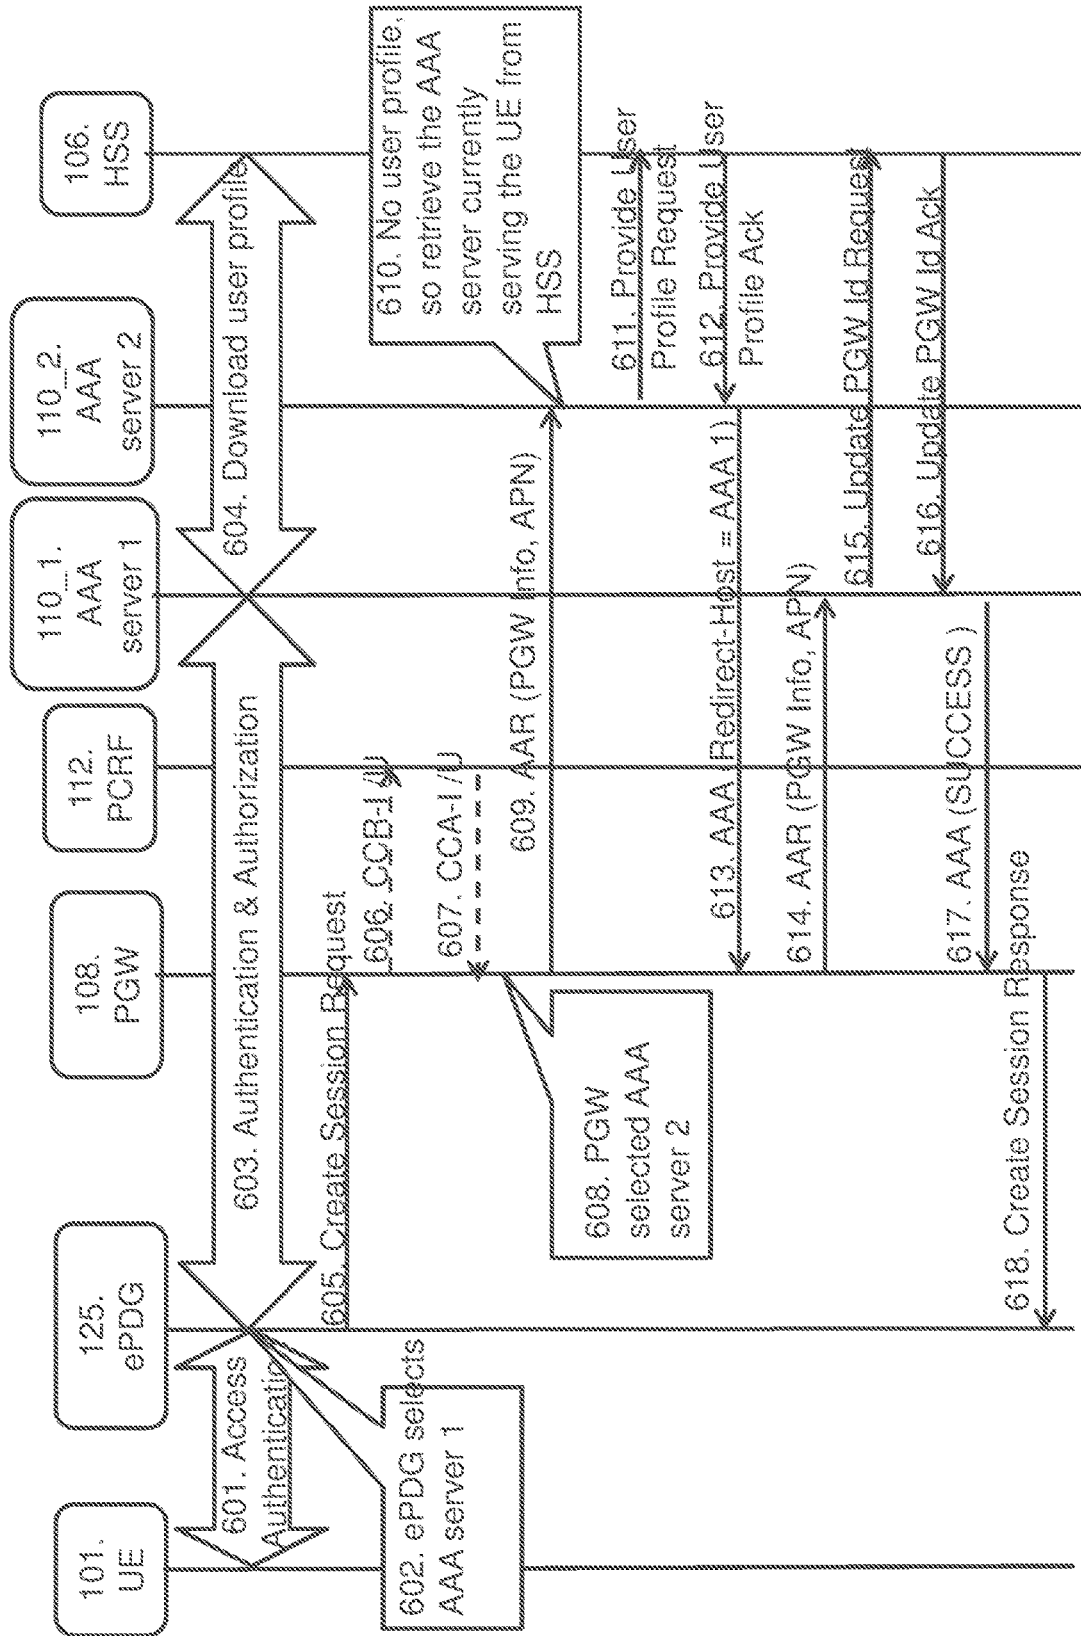 101.
UE
125.
ePDG
108.
PGW
112.
PCRF
110_1.
AAA
server 1
110_2.
AAA
server 2
106.
HSS
601. Access
Authentication
602. ePDG selects
AAA server 1
603. Authentication & Authorization
604. Download user profile
605. Create Session Request
606. CCB-I /U
607. CCA-I /U
608. PGW
selected AAA
server 2
609. AAR (PGW Info, APN)
610. No user profile,
so retrieve the AAA
server currently
serving the UE from
HSS
611. Provide User
Profile Request
612. Provide User
Profile Ack
613. AAA (Redirect-Host = AAA 1)
614. AAR (PGW Info, APN)
615. Update PGW Id Request
616. Update PGW Id Ack
617. AAA (SUCCESS )
618. Create Session Response